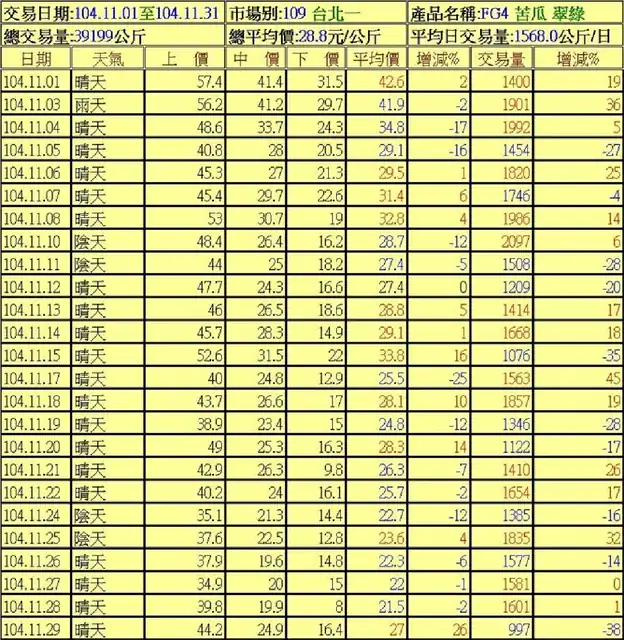 交易日期:104.11.01至104.11.31 市場別:109 台北一 產品名稱:FG4 苦瓜 翠綠
總交易量:39199公斤 總平均價:28.8元/公斤 平均日交易量:1568.0公斤/日
日期 天氣 上 價 中 價 下 價 平均價 增減% 交易量 增減%
104.11.01 晴天 57.4 41.4 31.5 42.6 2 1400 19
104.11.03 雨天 56.2 41.2 29.7 41.9 -2 1901 36
104.11.04 晴天 48.6 33.7 24.3 34.8 -17 1992 5
104.11.05 晴天 40.8 28 20.5 29.1 -16 1454 -27
104.11.06 晴天 45.3 27 21.3 29.5 1 1820 25
104.11.07 晴天 45.4 29.7 22.6 31.4 6 1746 -4
104.11.08 晴天 53 30.7 19 32.8 4 1986 14
104.11.10 陰天 48.4 26.4 16.2 28.7 -12 2097 6
104.11.11 陰天 44 25 18.2 27.4 -5 1508 -28
104.11.12 晴天 47.7 24.3 16.6 27.4 0 1209 -20
104.11.13 晴天 46 26.5 18.6 28.8 5 1414 17
104.11.14 晴天 45.7 28.3 14.9 29.1 1 1668 18
104.11.15 晴天 52.6 31.5 22 33.8 16 1076 -35
104.11.17 晴天 40 24.8 12.9 25.5 -25 1563 45
104.11.18 晴天 43.7 26.6 17 28.1 10 1857 19
104.11.19 晴天 38.9 23.4 15 24.8 -12 1346 -28
104.11.20 晴天 49 25.3 16.3 28.3 14 1122 -17
104.11.21 晴天 42.9 26.3 9.8 26.3 -7 1410 26
104.11.22 晴天 40.2 24 16.1 25.7 -2 1654 17
104.11.24 陰天 35.1 21.3 14.4 22.7 -12 1385 -16
104.11.25 陰天 37.6 22.5 12.8 23.6 4 1835 32
104.11.26 晴天 37.9 19.6 14.8 22.3 -6 1577 -14
104.11.27 晴天 34.9 20 15 22 -1 1581 0
104.11.28 晴天 39.8 19.9 8 21.5 -2 1601 1
104.11.29 晴天 44.2 24.9 16.4 27 26 997 -38